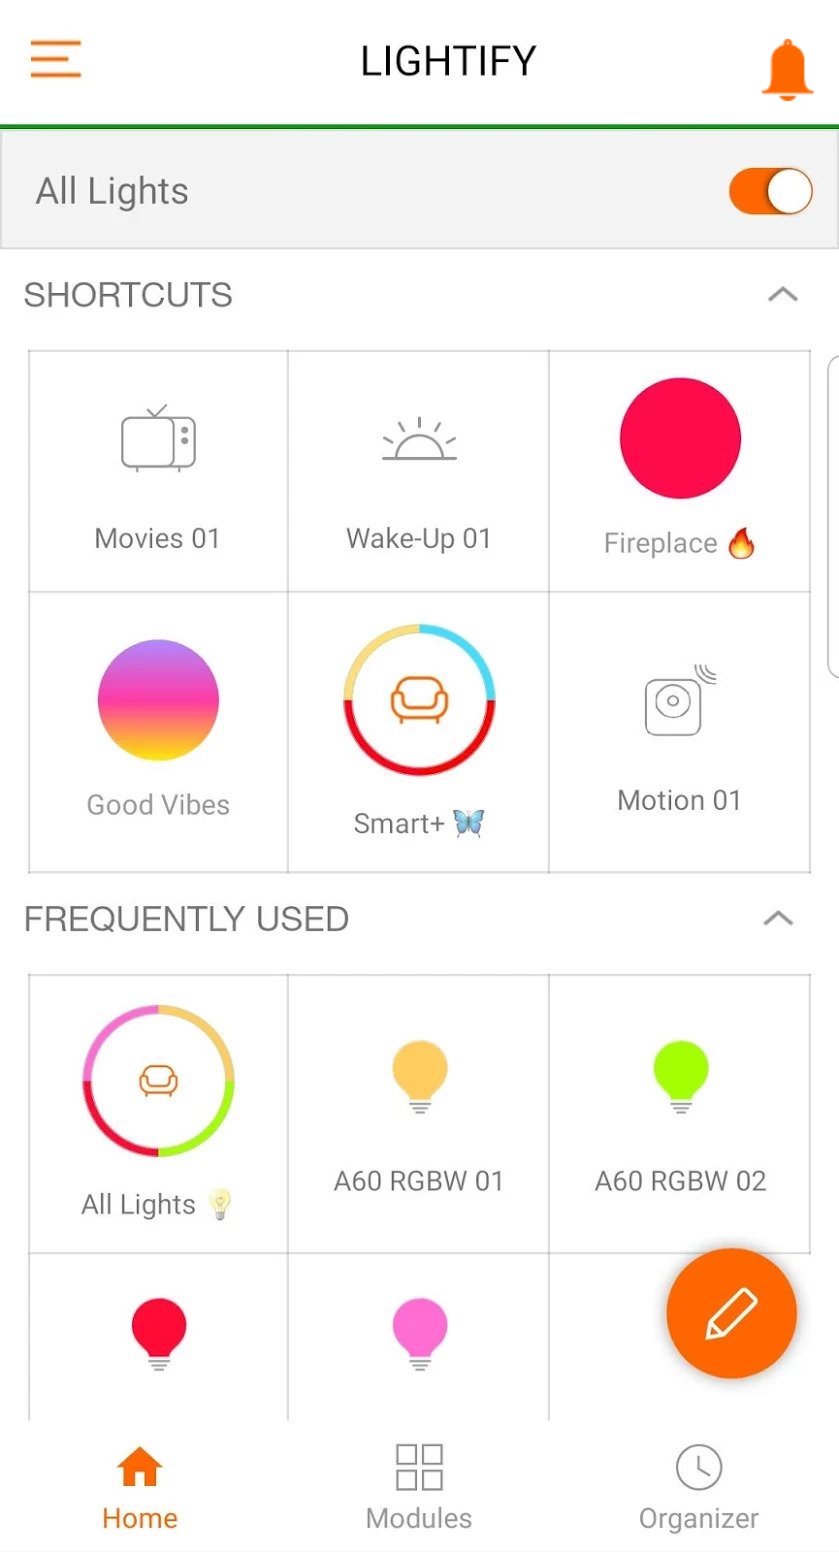 LIGHTIFY
All Lights
SHORTCUTS
Movies 01
Wake-Up 01
Fireplace 🔥
Good Vibes
Smart+ 🦋
Motion 01
FREQUENTLY USED
All Lights 💡
A60 RGBW 01
A60 RGBW 02
Home
Modules
Organizer